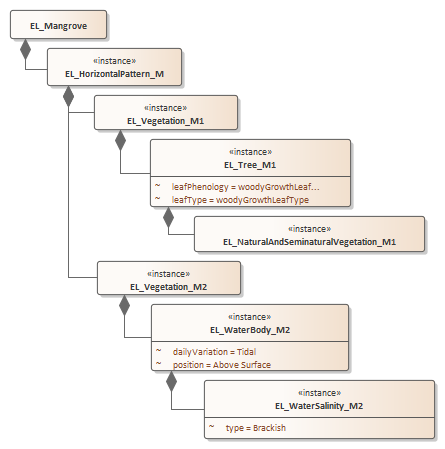 EL_Mangrove
«instance»
EL_HorizontalPattern_M
«instance»
EL_Vegetation_M1
«instance»
EL_Tree_M1
~ leafPhenology = woodyGrowthLeaf...
~ leafType = woodyGrowthLeafType
«instance»
EL_NaturalAndSeminaturalVegetation_M1
«instance»
EL_Vegetation_M2
«instance»
EL_WaterBody_M2
~ dailyVariation = Tidal
~ position = Above Surface
«instance»
EL_WaterSalinity_M2
~ type = Brackish